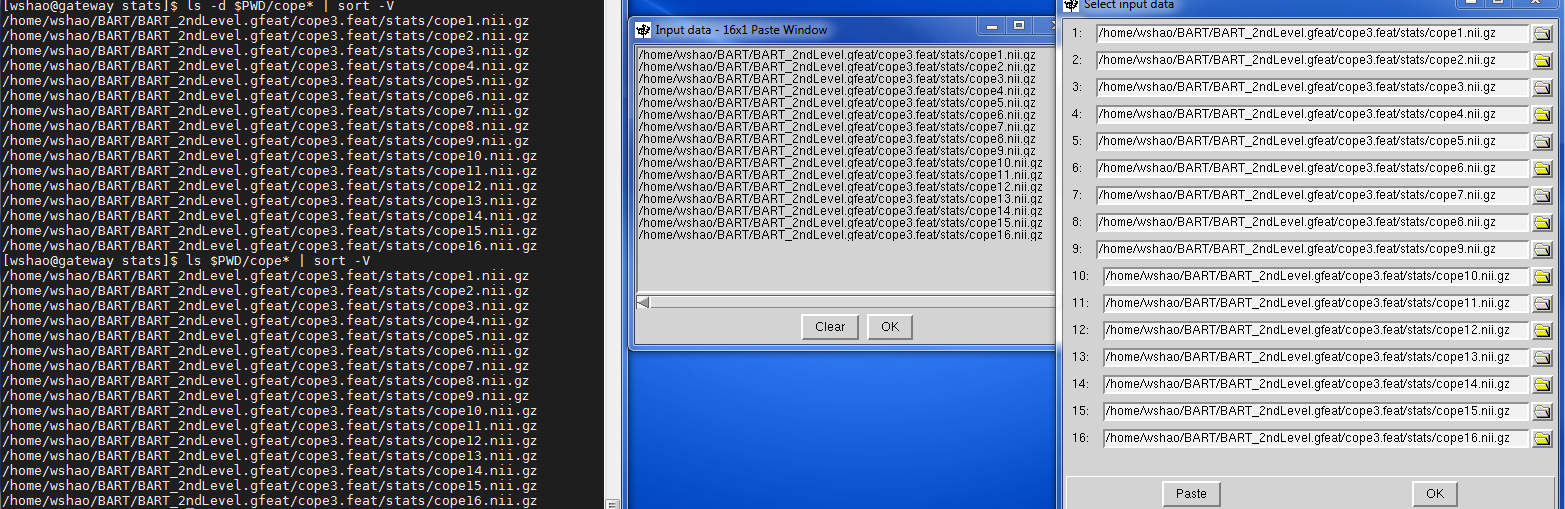 [wshao@gateway stats]$ ls -d $PWD/cope* | sort -V
/home/wshao/BART/BART_2ndLevel.gfeat/cope3.feat/stats/cope1.nii.gz
/home/wshao/BART/BART_2ndLevel.gfeat/cope3.feat/stats/cope2.nii.gz
/home/wshao/BART/BART_2ndLevel.gfeat/cope3.feat/stats/cope3.nii.gz
/home/wshao/BART/BART_2ndLevel.gfeat/cope3.feat/stats/cope4.nii.gz
/home/wshao/BART/BART_2ndLevel.gfeat/cope3.feat/stats/cope5.nii.gz
/home/wshao/BART/BART_2ndLevel.gfeat/cope3.feat/stats/cope6.nii.gz
/home/wshao/BART/BART_2ndLevel.gfeat/cope3.feat/stats/cope7.nii.gz
/home/wshao/BART/BART_2ndLevel.gfeat/cope3.feat/stats/cope8.nii.gz
/home/wshao/BART/BART_2ndLevel.gfeat/cope3.feat/stats/cope9.nii.gz
/home/wshao/BART/BART_2ndLevel.gfeat/cope3.feat/stats/cope10.nii.gz
/home/wshao/BART/BART_2ndLevel.gfeat/cope3.feat/stats/cope11.nii.gz
/home/wshao/BART/BART_2ndLevel.gfeat/cope3.feat/stats/cope12.nii.gz
/home/wshao/BART/BART_2ndLevel.gfeat/cope3.feat/stats/cope13.nii.gz
/home/wshao/BART/BART_2ndLevel.gfeat/cope3.feat/stats/cope14.nii.gz
/home/wshao/BART/BART_2ndLevel.gfeat/cope3.feat/stats/cope15.nii.gz
/home/wshao/BART/BART_2ndLevel.gfeat/cope3.feat/stats/cope16.nii.gz
[wshao@gateway stats]$ ls $PWD/cope* | sort -V
/home/wshao/BART/BART_2ndLevel.gfeat/cope3.feat/stats/cope1.nii.gz
/home/wshao/BART/BART_2ndLevel.gfeat/cope3.feat/stats/cope2.nii.gz
/home/wshao/BART/BART_2ndLevel.gfeat/cope3.feat/stats/cope3.nii.gz
/home/wshao/BART/BART_2ndLevel.gfeat/cope3.feat/stats/cope4.nii.gz
/home/wshao/BART/BART_2ndLevel.gfeat/cope3.feat/stats/cope5.nii.gz
/home/wshao/BART/BART_2ndLevel.gfeat/cope3.feat/stats/cope6.nii.gz
/home/wshao/BART/BART_2ndLevel.gfeat/cope3.feat/stats/cope7.nii.gz
/home/wshao/BART/BART_2ndLevel.gfeat/cope3.feat/stats/cope8.nii.gz
/home/wshao/BART/BART_2ndLevel.gfeat/cope3.feat/stats/cope9.nii.gz
/home/wshao/BART/BART_2ndLevel.gfeat/cope3.feat/stats/cope10.nii.gz
/home/wshao/BART/BART_2ndLevel.gfeat/cope3.feat/stats/cope11.nii.gz
/home/wshao/BART/BART_2ndLevel.gfeat/cope3.feat/stats/cope12.nii.gz
/home/wshao/BART/BART_2ndLevel.gfeat/cope3.feat/stats/cope13.nii.gz
/home/wshao/BART/BART_2ndLevel.gfeat/cope3.feat/stats/cope14.nii.gz
/home/wshao/BART/BART_2ndLevel.gfeat/cope3.feat/stats/cope15.nii.gz
/home/wshao/BART/BART_2ndLevel.gfeat/cope3.feat/stats/cope16.nii.gz
Input data - 16x1 Paste Window
/home/wshao/BART/BART_2ndLevel.gfeat/cope3.feat/stats/cope1.nii.gz
/home/wshao/BART/BART_2ndLevel.gfeat/cope3.feat/stats/cope2.nii.gz
/home/wshao/BART/BART_2ndLevel.gfeat/cope3.feat/stats/cope3.nii.gz
/home/wshao/BART/BART_2ndLevel.gfeat/cope3.feat/stats/cope4.nii.gz
/home/wshao/BART/BART_2ndLevel.gfeat/cope3.feat/stats/cope5.nii.gz
/home/wshao/BART/BART_2ndLevel.gfeat/cope3.feat/stats/cope6.nii.gz
/home/wshao/BART/BART_2ndLevel.gfeat/cope3.feat/stats/cope7.nii.gz
/home/wshao/BART/BART_2ndLevel.gfeat/cope3.feat/stats/cope8.nii.gz
/home/wshao/BART/BART_2ndLevel.gfeat/cope3.feat/stats/cope9.nii.gz
/home/wshao/BART/BART_2ndLevel.gfeat/cope3.feat/stats/cope10.nii.gz
/home/wshao/BART/BART_2ndLevel.gfeat/cope3.feat/stats/cope11.nii.gz
/home/wshao/BART/BART_2ndLevel.gfeat/cope3.feat/stats/cope12.nii.gz
/home/wshao/BART/BART_2ndLevel.gfeat/cope3.feat/stats/cope13.nii.gz
/home/wshao/BART/BART_2ndLevel.gfeat/cope3.feat/stats/cope14.nii.gz
/home/wshao/BART/BART_2ndLevel.gfeat/cope3.feat/stats/cope15.nii.gz
/home/wshao/BART/BART_2ndLevel.gfeat/cope3.feat/stats/cope16.nii.gz
Clear OK
Select input data
1: /home/wshao/BART/BART_2ndLevel.gfeat/cope3.feat/stats/cope1.nii.gz
2: /home/wshao/BART/BART_2ndLevel.gfeat/cope3.feat/stats/cope2.nii.gz
3: /home/wshao/BART/BART_2ndLevel.gfeat/cope3.feat/stats/cope3.nii.gz
4: /home/wshao/BART/BART_2ndLevel.gfeat/cope3.feat/stats/cope4.nii.gz
5: /home/wshao/BART/BART_2ndLevel.gfeat/cope3.feat/stats/cope5.nii.gz
6: /home/wshao/BART/BART_2ndLevel.gfeat/cope3.feat/stats/cope6.nii.gz
7: /home/wshao/BART/BART_2ndLevel.gfeat/cope3.feat/stats/cope7.nii.gz
8: /home/wshao/BART/BART_2ndLevel.gfeat/cope3.feat/stats/cope8.nii.gz
9: /home/wshao/BART/BART_2ndLevel.gfeat/cope3.feat/stats/cope9.nii.gz
10: /home/wshao/BART/BART_2ndLevel.gfeat/cope3.feat/stats/cope10.nii.gz
11: /home/wshao/BART/BART_2ndLevel.gfeat/cope3.feat/stats/cope11.nii.gz
12: /home/wshao/BART/BART_2ndLevel.gfeat/cope3.feat/stats/cope12.nii.gz
13: /home/wshao/BART/BART_2ndLevel.gfeat/cope3.feat/stats/cope13.nii.gz
14: /home/wshao/BART/BART_2ndLevel.gfeat/cope3.feat/stats/cope14.nii.gz
15: /home/wshao/BART/BART_2ndLevel.gfeat/cope3.feat/stats/cope15.nii.gz
16: /home/wshao/BART/BART_2ndLevel.gfeat/cope3.feat/stats/cope16.nii.gz
Paste OK